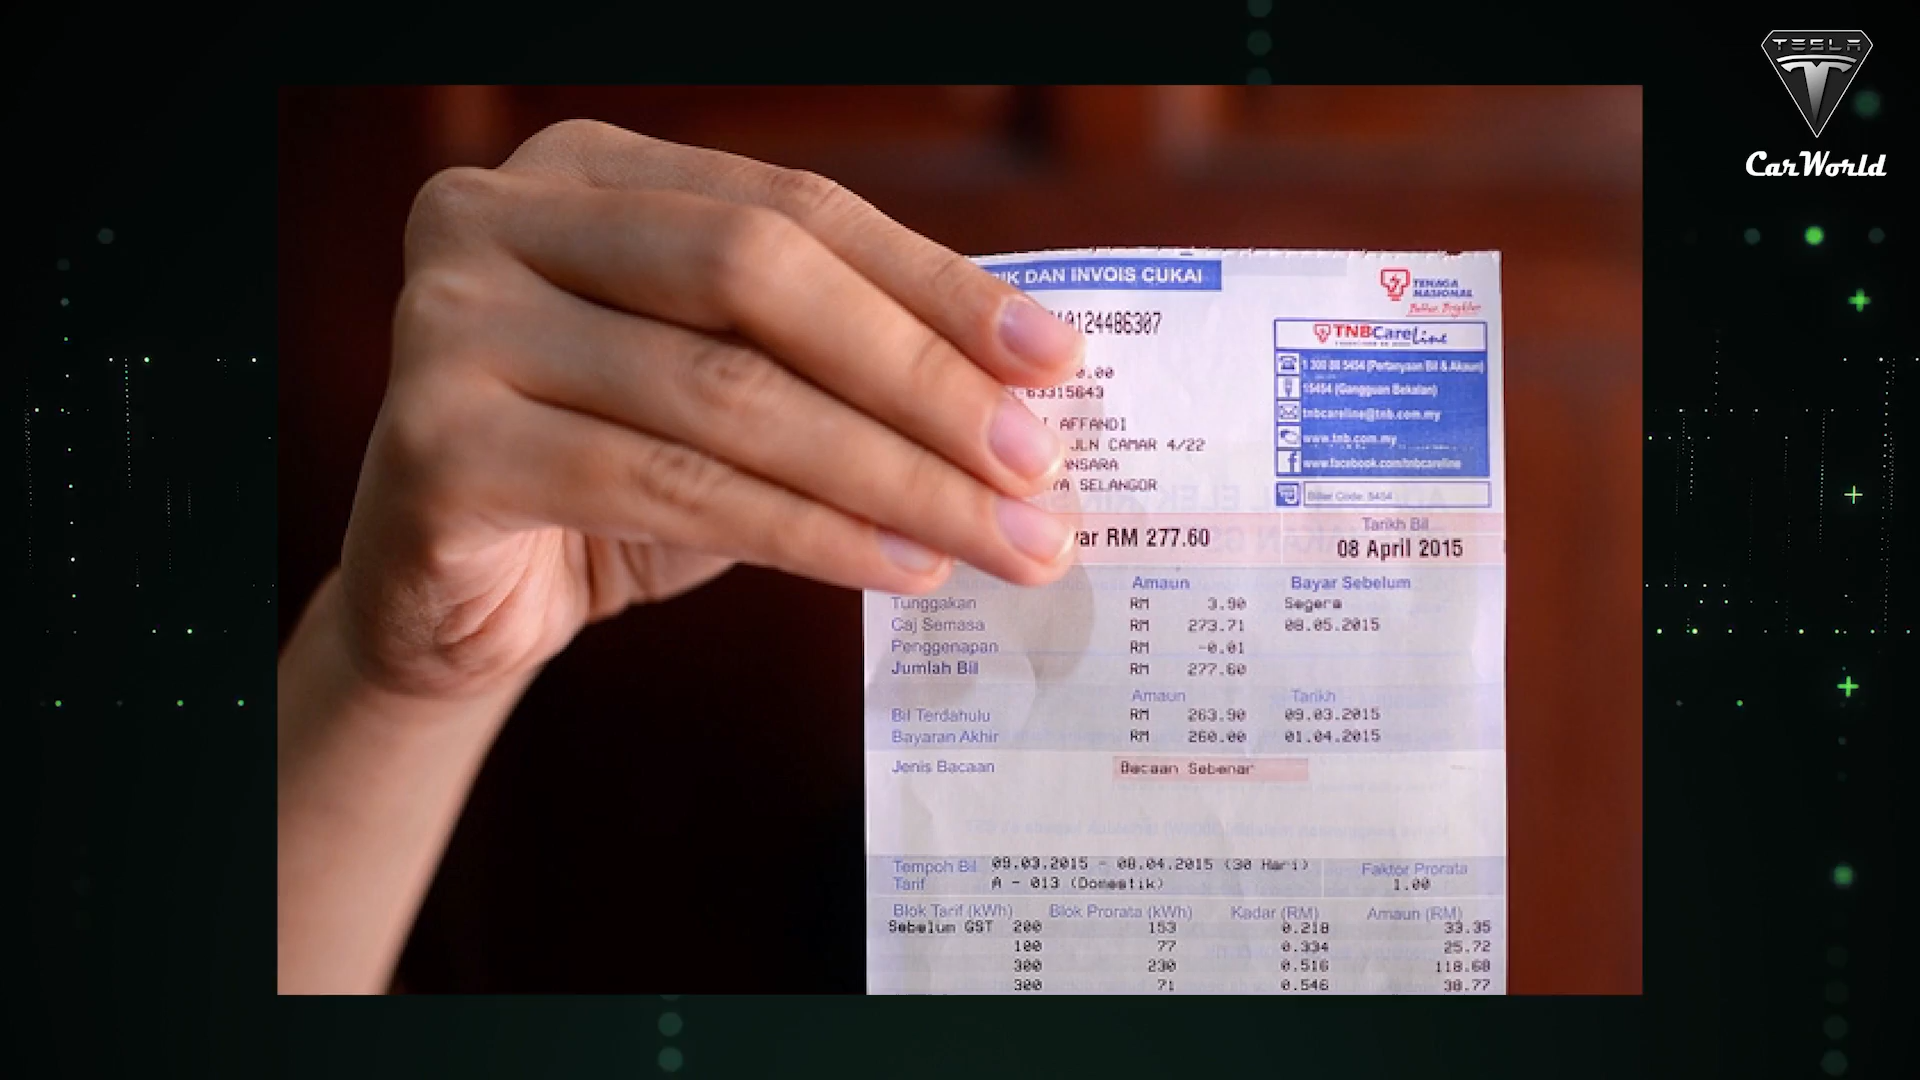 TESLA
CarWorld
IK DAN INVOIS CUKAI
TENAGA
NASIONAL
Better. Brighter.
TNBCareLine
0124486307
1 300 88 5454 (Pertanyaan Bil & Akaun)
0.00
15454 (Gangguan Bekalan)
63315643
tnbcareline@tnb.com.my
AFFANDI
www.tnb.com.my
JLN CAMAR 4/22
ANSARA
www.facebook.com/tnbcareline
YA SELANGOR
Biller Code: 5454
ar RM 277.60
Tarikh Bil
08 April 2015
Amaun Bayar Sebelum
Tunggakan RM 3.90 Segera
Caj Semasa RM 273.71 08.05.2015
Penggenapan RM -0.01
Jumlah Bil RM 277.60
Amaun Tarikh
Bil Terdahulu RM 263.90 09.03.2015
Bayaran Akhir RM 260.00 01.04.2015
Jenis Bacaan Bacaan Sebenar
Tempoh Bil 09.03.2015 - 08.04.2015 (30 Hari) Faktor Prorata
Tarif A - 013 (Domestik) 1.00
Blok Tarif (kWh) Blok Prorata (kWh) Kadar (RM) Amaun (RM)
Sebelum GST 200 153 0.218 33.35
100 77 0.334 25.72
300 230 0.516 118.68
300 71 0.546 38.77